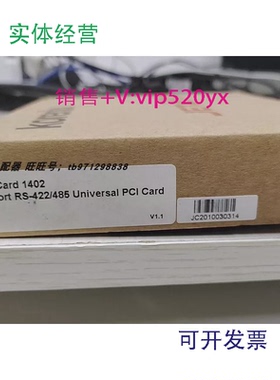 实体经营
销售+V:vip520yx
配器 旺旺号：tb971298838
Card 1402
ort RS-422/485 Universal PCI Card
V1.1
JC2010030314
可开发票